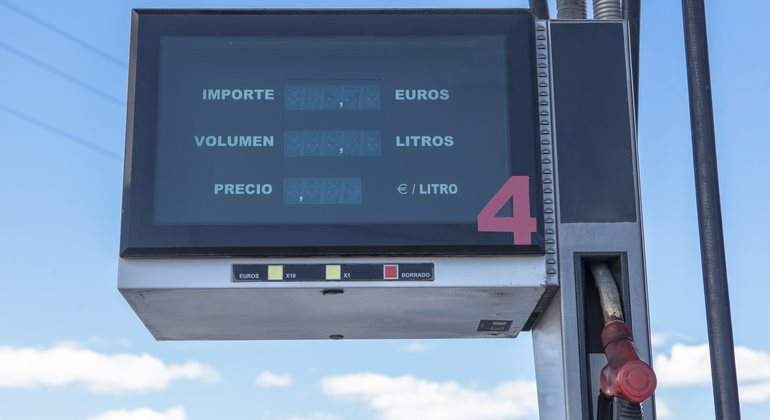 IMPORTE , EUROS
VOLUMEN , LITROS
PRECIO , € / LITRO
4
EUROS X10 X1 BORRADO